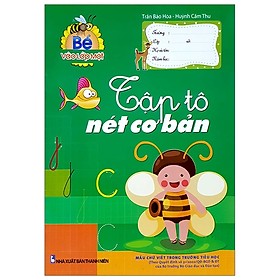 Trần Bảo Hoa - Huỳnh Cẩm Thu
Bé
VÀO LỚP MỘT
Trường :
Lớp :
Họ và tên :
Năm học :
Tập tô
nét cơ bản
C
NHÀ XUẤT BẢN THANH NIÊN
MẪU CHỮ VIẾT TRONG TRƯỜNG TIỂU HỌC